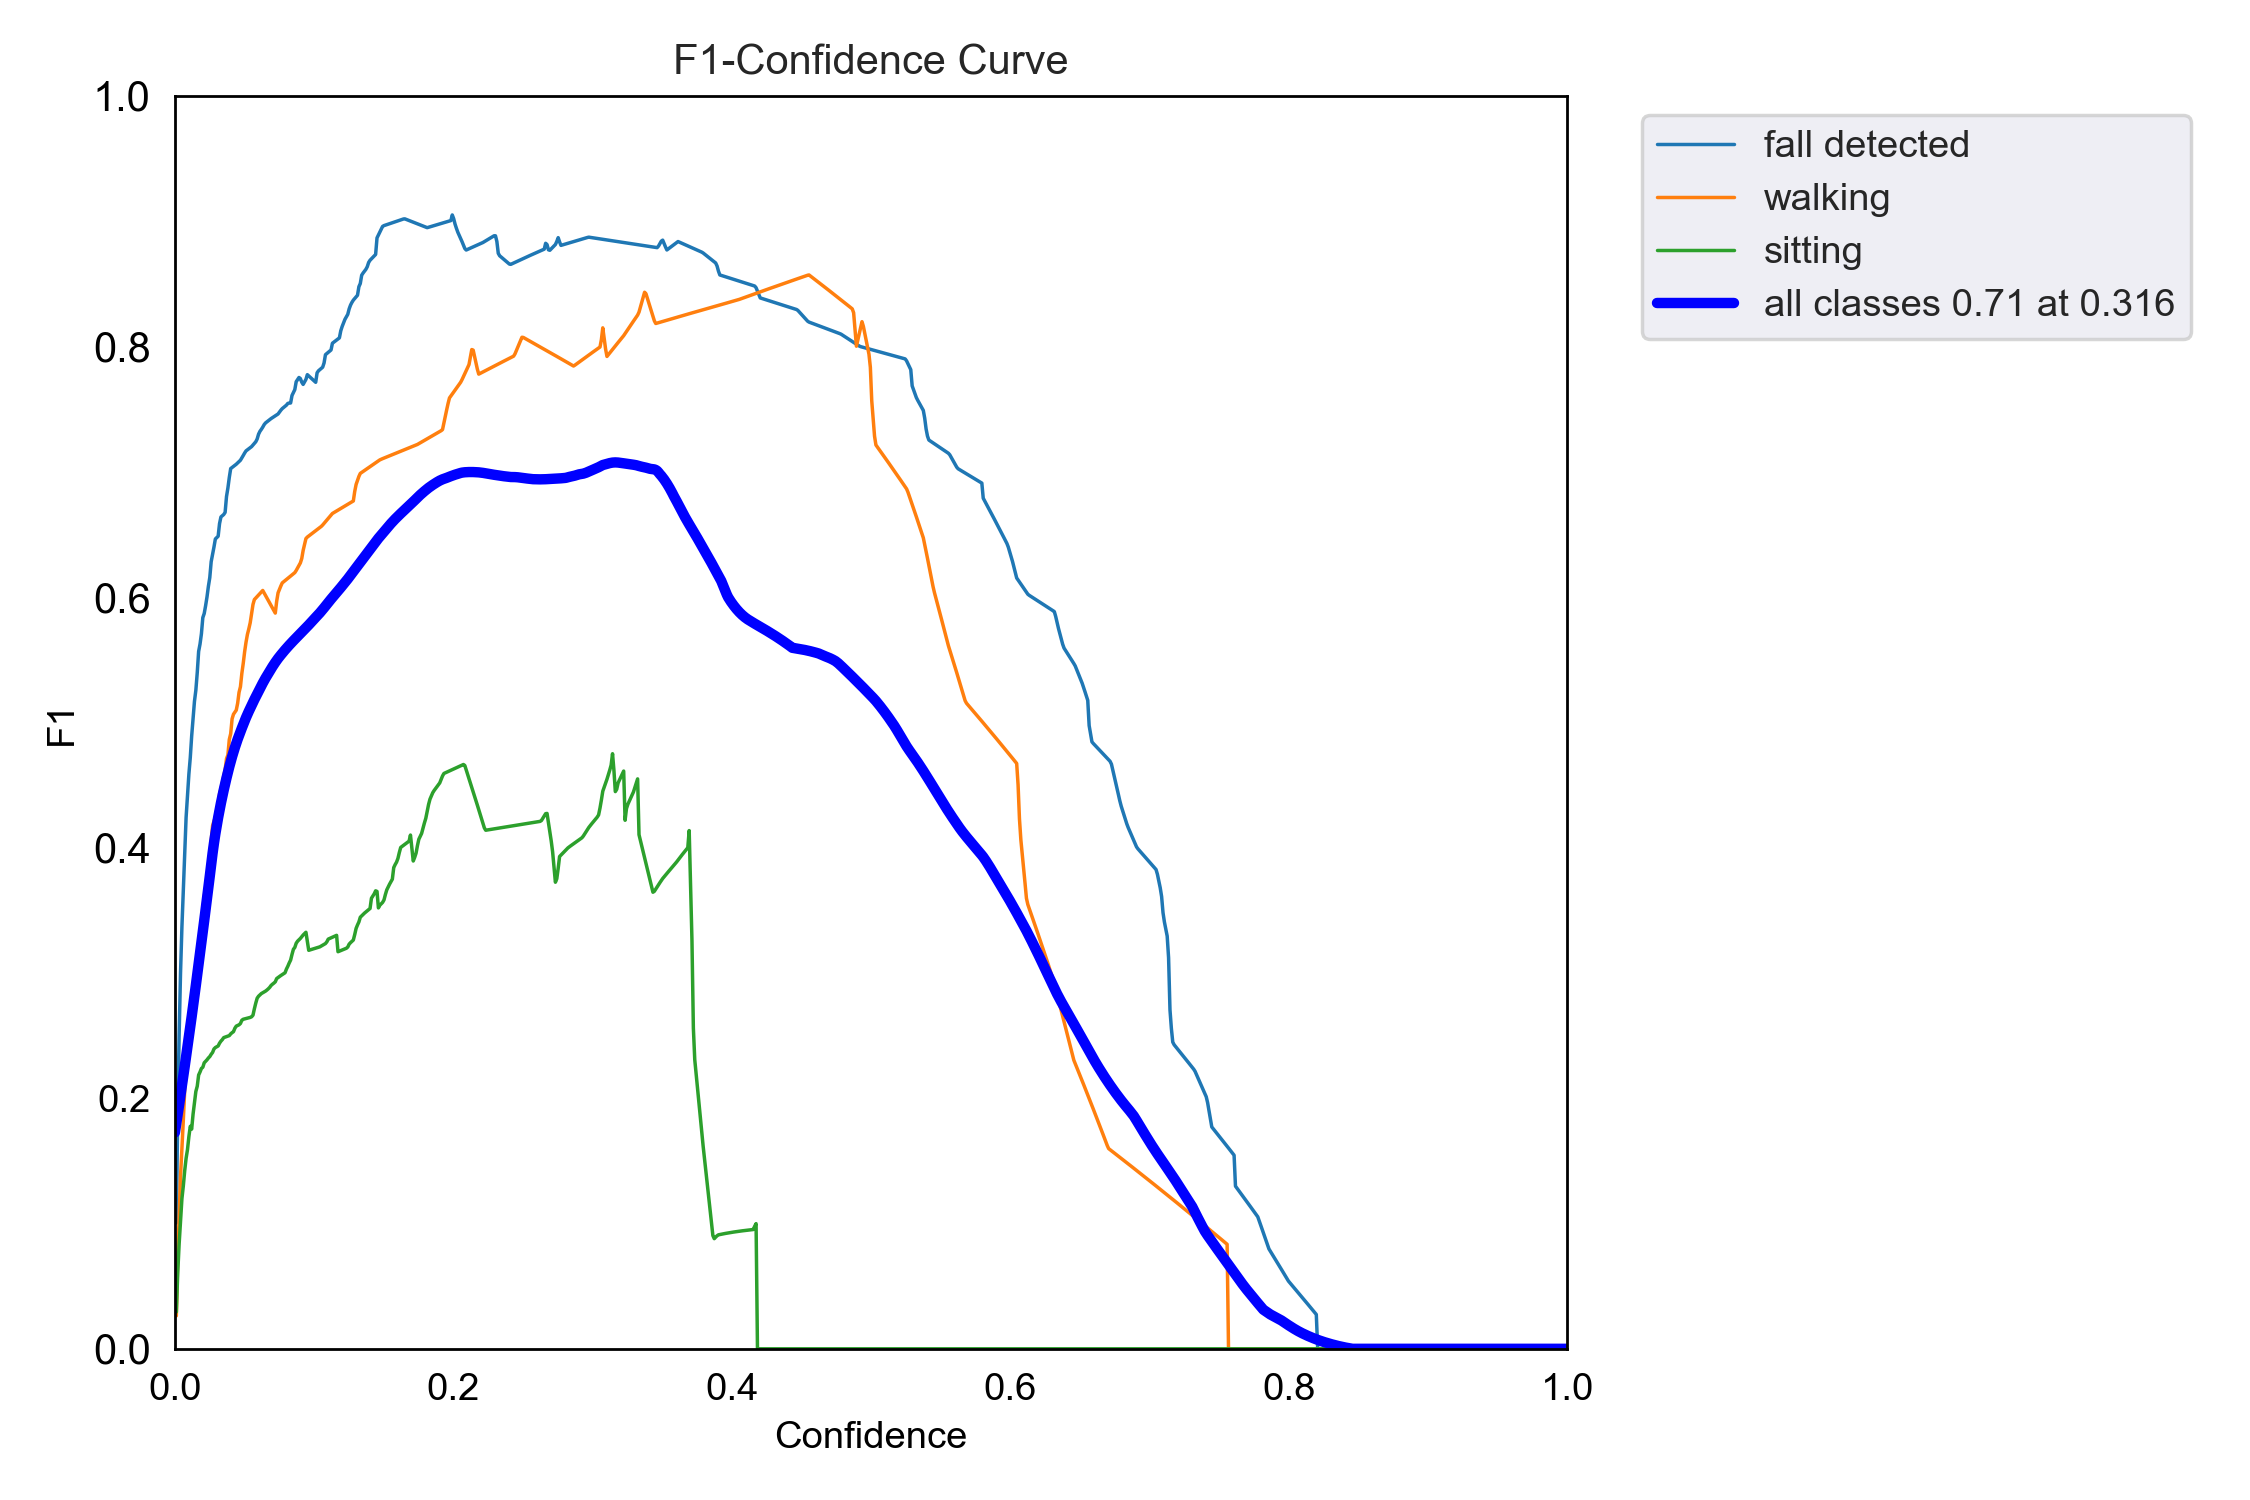 F1-Confidence Curve
1.0
0.8
0.6
0.4
0.2
0.0
F1
0.0 0.2 0.4 0.6 0.8 1.0
Confidence
fall detected
walking
sitting
all classes 0.71 at 0.316